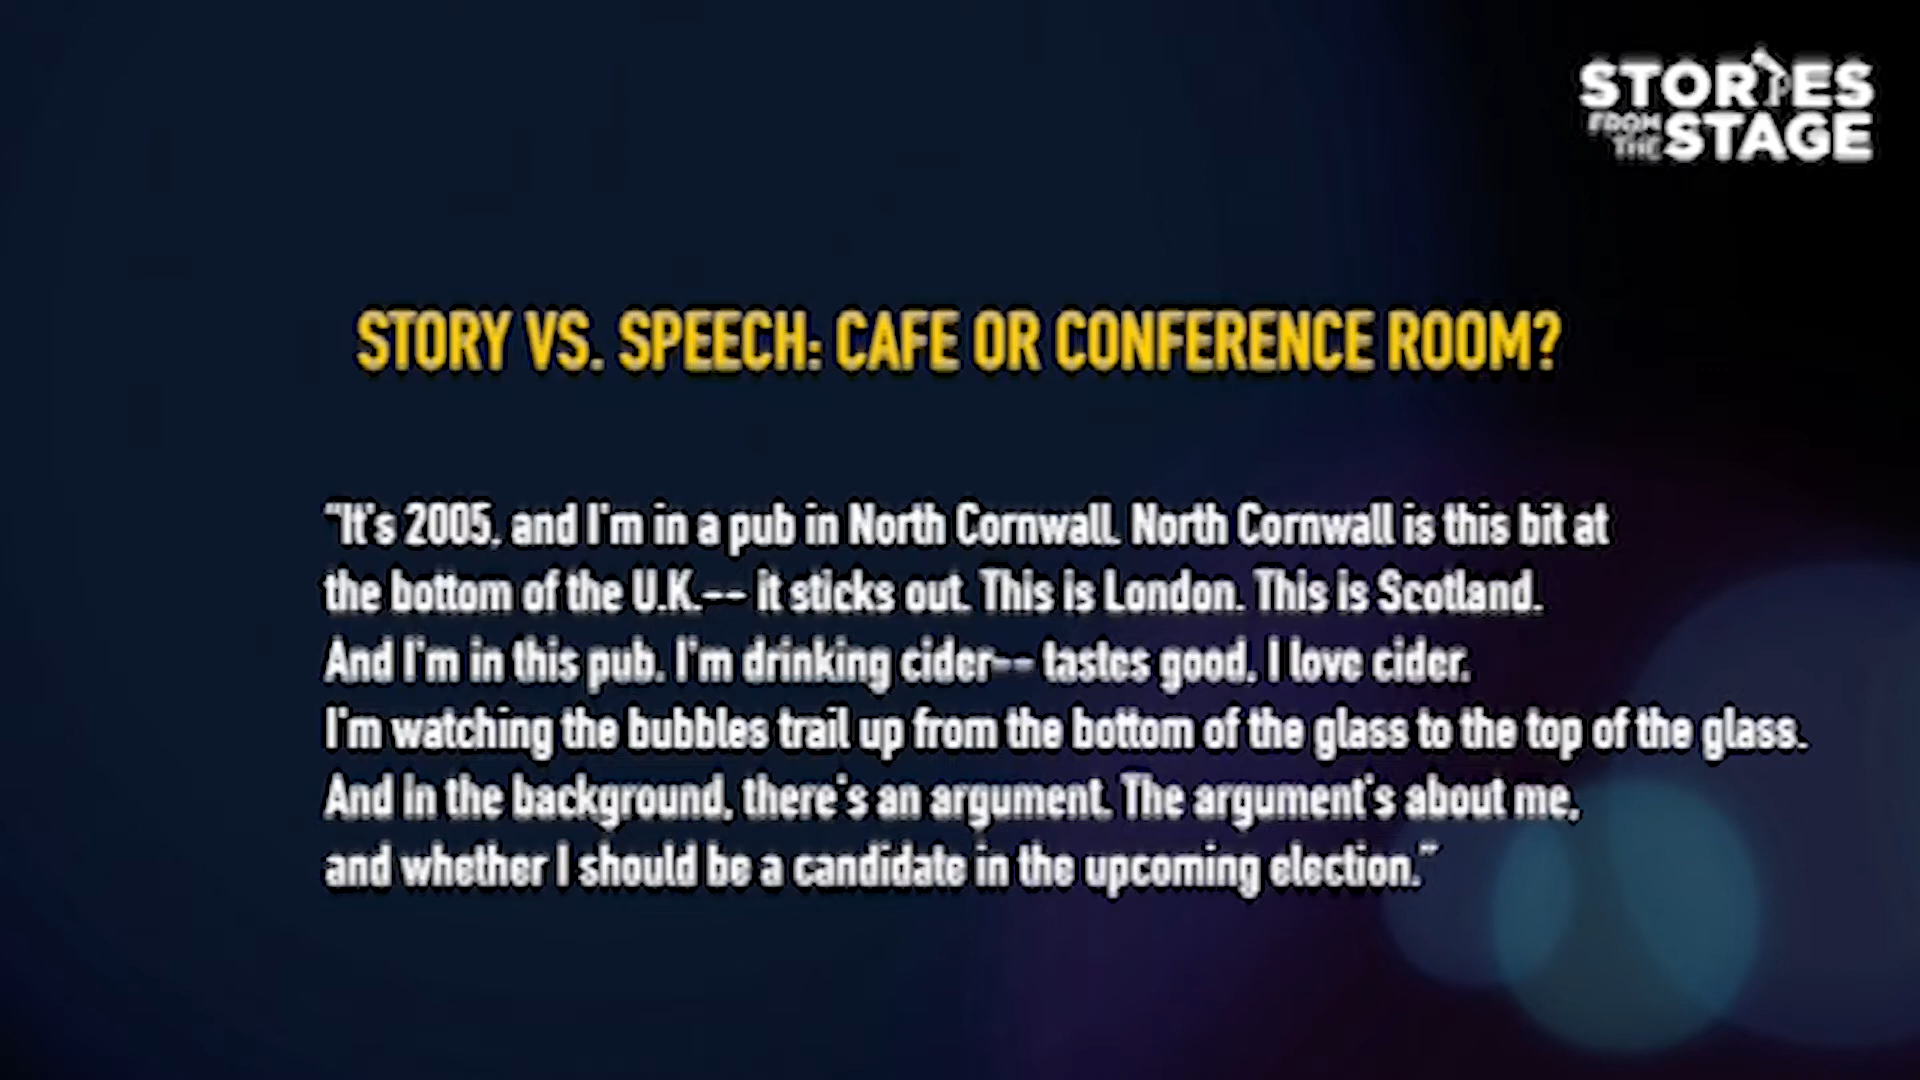 STORIES
FROM THE STAGE
STORY VS. SPEECH: CAFE OR CONFERENCE ROOM?
"It's 2005, and I'm in a pub in North Cornwall. North Cornwall is this bit at
the bottom of the U.K.-- it sticks out. This is London. This is Scotland.
And I'm in this pub. I'm drinking cider-- tastes good. I love cider.
I'm watching the bubbles trail up from the bottom of the glass to the top of the glass.
And in the background, there's an argument. The argument's about me,
and whether I should be a candidate in the upcoming election."